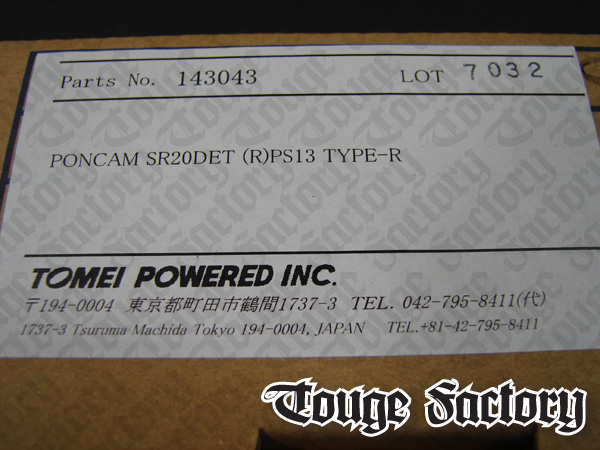 Parts No. 143043 LOT 7032
PONCAM SR20DET (R)PS13 TYPE-R
TOMEI POWERED INC.
〒194-0004 東京都町田市鶴間1737-3 TEL. 042-795-8411(代)
1737-3 Tsuruma Machida Tokyo 194-0004, JAPAN TEL.+81-42-795-8411
Touge Factory